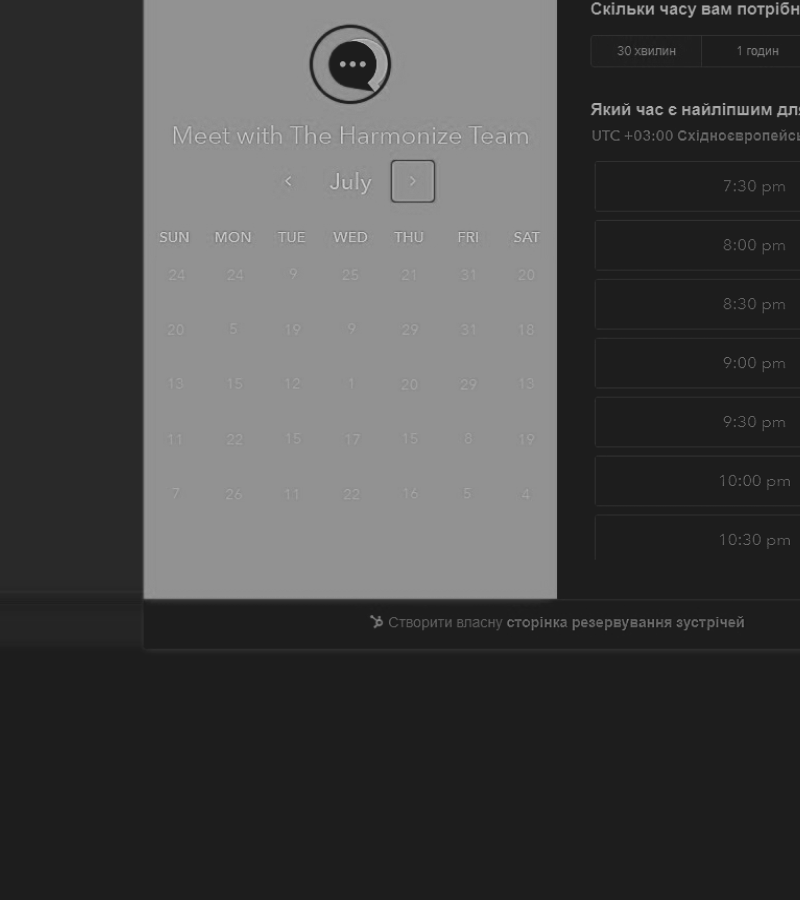 Meet with The Harmonize Team
July
SUN MON TUE WED THU FRI SAT
24 24 9 25 21 31 20
20 5 19 9 29 31 18
13 15 12 1 20 29 13
11 22 15 17 15 8 19
7 26 11 22 16 5 4
Скільки часу вам потрібн
30 хвилин 1 годин
Який час є найліпшим дл
UTC +03:00 Східноєвропейсь
7:30 pm
8:00 pm
8:30 pm
9:00 pm
9:30 pm
10:00 pm
10:30 pm
Створити власну сторінка резервування зустрічей